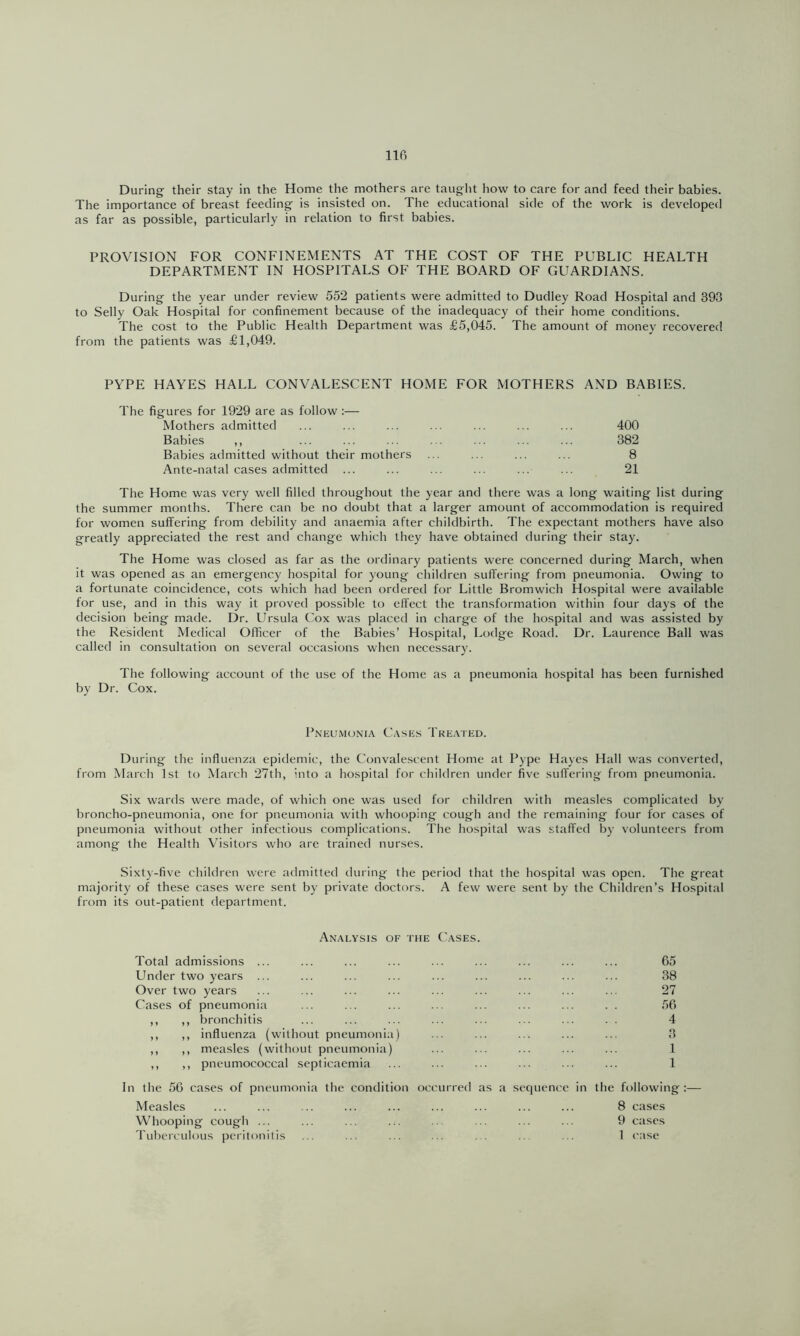 116
During their stay in the Home the mothers are taught how to care for and feed their babies.
The importance of breast feeding is insisted on. The educational side of the work is developed
as far as possible, particularly in relation to first babies.
PROVISION FOR CONFINEMENTS AT THE COST OF THE PUBLIC HEALTH
DEPARTMENT IN HOSPITALS OF THE BOARD OF GUARDIANS.
During the year under review 552 patients were admitted to Dudley Road Hospital and 393
to Selly Oak Hospital for confinement because of the inadequacy of their home conditions.
The cost to the Public Health Department was £5,045. The amount of money recovered
from the patients was £1,049.
PYPE HAYES HALL CONVALESCENT HOME FOR MOTHERS AND BABIES.
The figures for 1929 are as follow :—
Mothers admitted ... ... ... ... ... ... ... 400
Babies ,, ... ... ... ... ... ... ... 382
Babies admitted without their mothers ... ... ... ... 8
Ante-natal cases admitted ... ... ... ... ... ... 21
The Home was very well filled throughout the year and there was a long waiting list during
the summer months. There can be no doubt that a larger amount of accommodation is required
for women suffering from debility and anaemia after childbirth. The expectant mothers have also
greatly appreciated the rest and change which they have obtained during their stay.
The Home was closed as far as the ordinary patients were concerned during March, when
it was opened as an emergency hospital for young children suffering from pneumonia. Owing to
a fortunate coincidence, cots which had been ordered for Little Bromwich Hospital were available
for use, and in this way it proved possible to effect the transformation within four days of the
decision being made. Dr. Ursula Cox was placed in charge of the hospital and was assisted by
the Resident Medical Officer of the Babies' Hospital, Lodge Road. Dr. Laurence Ball was
called in consultation on several occasions when necessary.
The following account of the use of the Home as a pneumonia hospital has been furnished
by Dr. Cox.
Pneumonia Cases Treated.
During the influenza epidemic, the Convalescent Home at Pype Hayes Hall was converted,
from March 1st to March 27th, into a hospital for children under five suffering from pneumonia.
Six wards were made, of which one was used for children with measles complicated by
broncho-pneumonia, one for pneumonia with whooping cough and the remaining four for cases of
pneumonia without other infectious complications. The hospital was staffed by volunteers from
among the Health Visitors who are trained nurses.
Sixty-five children were admitted during the period that the hospital was open. The great
majority of these cases were sent by private doctors. A few were sent by the Children's Hospital
from its out-patient department.
Analysis of the Cases.
Total admissions ... ... ... ... ... ... ... ... ... 65
Under two years ... ... ... ... ... ... ... ... ... 38
Over two years ... ... ... ... ... ... ... ... ... 27
Cases of pneumonia ... ... ... ... ... ... ... .. 56
,, ,, bronchitis ... ... ... ... ... ... ... .. 4
,, ,, influenza (without pneumonia) ... ... ... ... ... 3
,, ,, measles (without pneumonia) ... ... ... ... ... 1
,, ,, pneumococcal septicaemia ... ... ... ... ... ... 1
In the 56 cases of pneumonia the condition occurred as a sequence in the following :—
Measles ... ... ... ... ... ... ... ... ... 8 cases
Whooping cough ... ... ... ... ... ... ... ... 9 cases
Tuberculous peritonitis ... ... ... ... ... ... ... 1 case